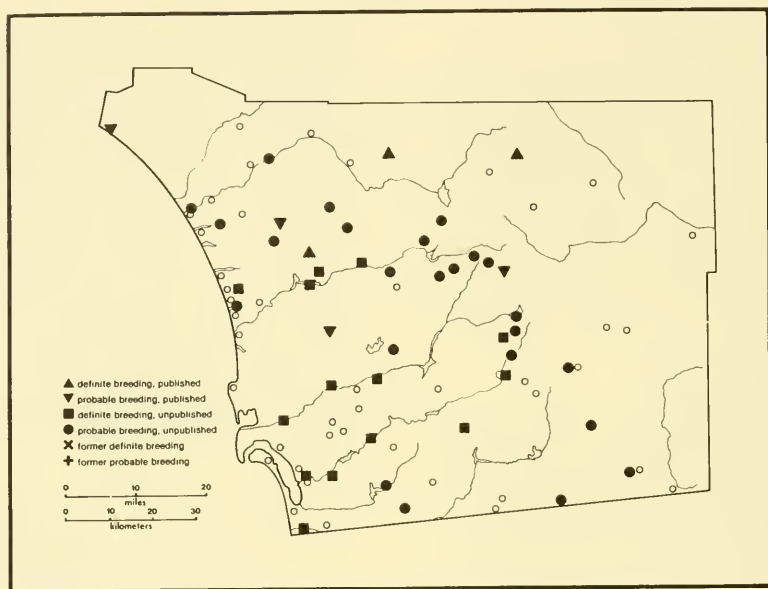 ▲ definite breeding, published
▼ probable breeding, published
■ definite breeding, unpublished
● probable breeding, unpublished
✕ former definite breeding
+ former probable breeding
0 10 20
miles
0 10 20 30
kilometers